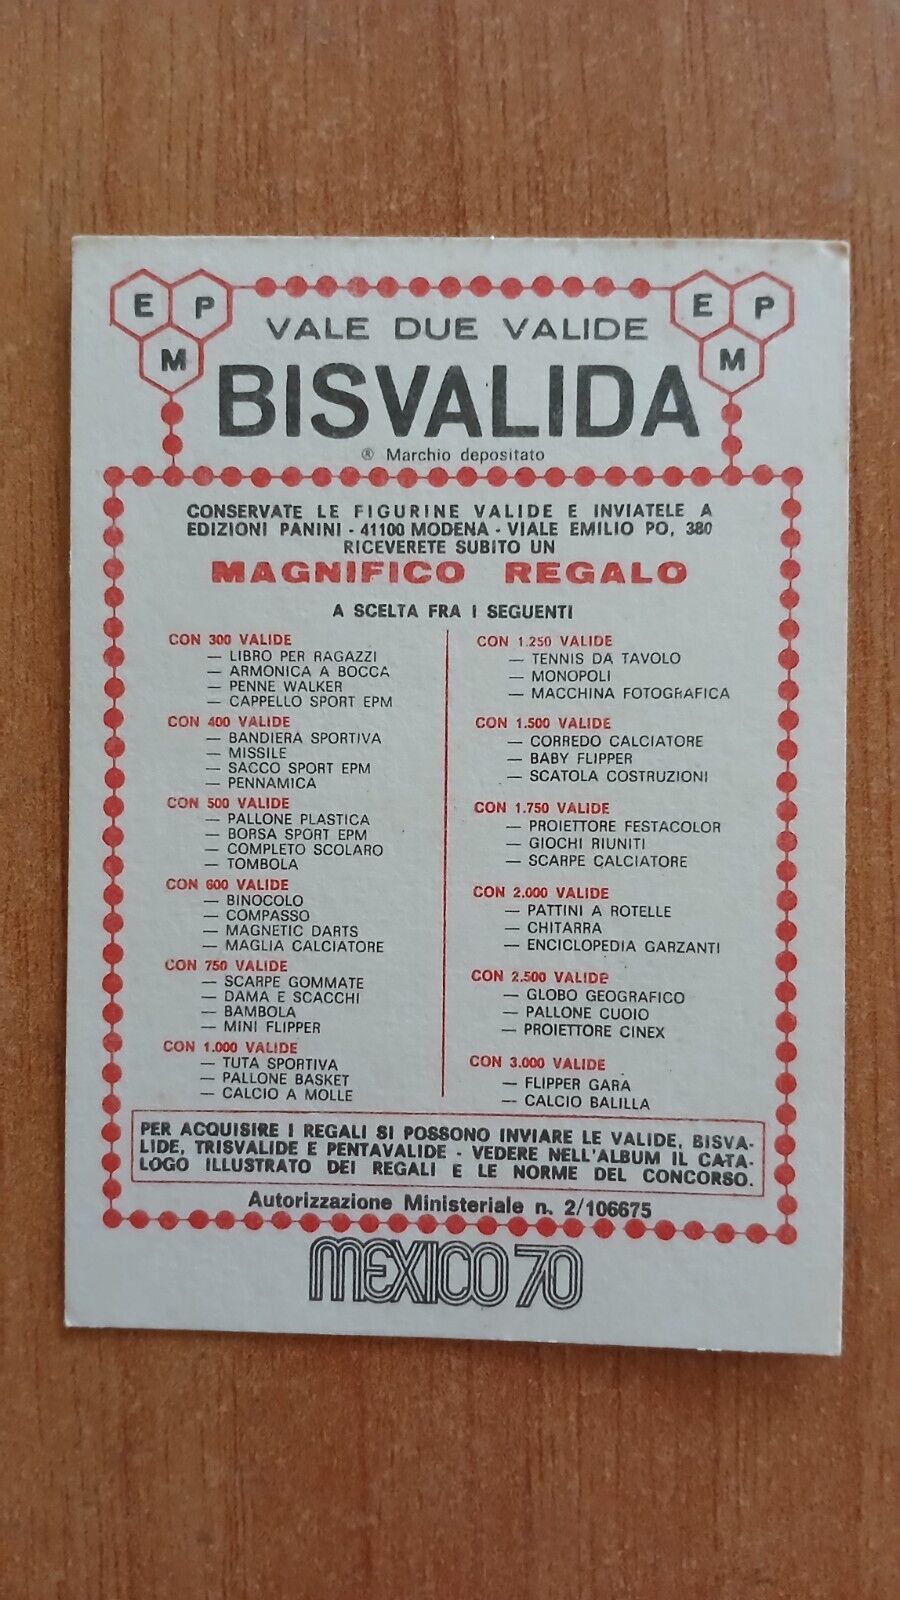 E P M
E P M
VALE DUE VALIDE
BISVALIDA
® Marchio depositato
CONSERVATE LE FIGURINE VALIDE E INVIATELE A
EDIZIONI PANINI - 41100 MODENA - VIALE EMILIO PO, 380
RICEVERETE SUBITO UN
MAGNIFICO REGALO
A SCELTA FRA I SEGUENTI
CON 300 VALIDE
— LIBRO PER RAGAZZI
— ARMONICA A BOCCA
— PENNE WALKER
— CAPPELLO SPORT EPM
CON 400 VALIDE
— BANDIERA SPORTIVA
— MISSILE
— SACCO SPORT EPM
— PENNAMICA
CON 500 VALIDE
— PALLONE PLASTICA
— BORSA SPORT EPM
— COMPLETO SCOLARO
— TOMBOLA
CON 600 VALIDE
— BINOCOLO
— COMPASSO
— MAGNETIC DARTS
— MAGLIA CALCIATORE
CON 750 VALIDE
— SCARPE GOMMATE
— DAMA E SCACCHI
— BAMBOLA
— MINI FLIPPER
CON 1.000 VALIDE
— TUTA SPORTIVA
— PALLONE BASKET
— CALCIO A MOLLE
CON 1.250 VALIDE
— TENNIS DA TAVOLO
— MONOPOLI
— MACCHINA FOTOGRAFICA
CON 1.500 VALIDE
— CORREDO CALCIATORE
— BABY FLIPPER
— SCATOLA COSTRUZIONI
CON 1.750 VALIDE
— PROIETTORE FESTACOLOR
— GIOCHI RIUNITI
— SCARPE CALCIATORE
CON 2.000 VALIDE
— PATTINI A ROTELLE
— CHITARRA
— ENCICLOPEDIA GARZANTI
CON 2.500 VALIDE
— GLOBO GEOGRAFICO
— PALLONE CUOIO
— PROIETTORE CINEX
CON 3.000 VALIDE
— FLIPPER GARA
— CALCIO BALILLA
PER ACQUISIRE I REGALI SI POSSONO INVIARE LE VALIDE, BISVA-
LIDE, TRISVALIDE E PENTAVALIDE - VEDERE NELL'ALBUM IL CATA-
LOGO ILLUSTRATO DEI REGALI E LE NORME DEL CONCORSO.
Autorizzazione Ministeriale n. 2/106675
MEXICO 70